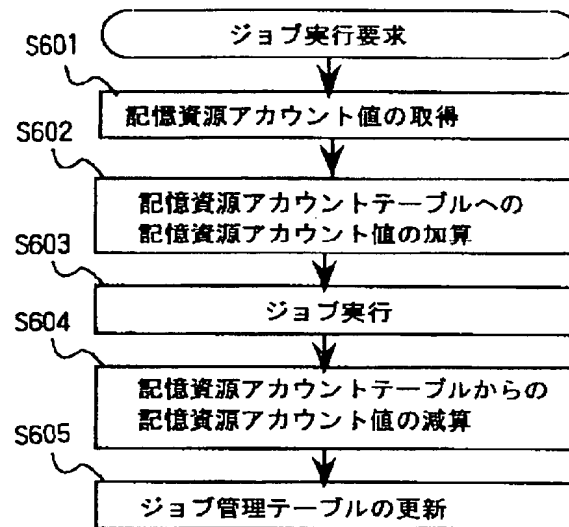 ジョブ実行要求
S601
記憶資源アカウント値の取得
S602
記憶資源アカウントテーブルへの
記憶資源アカウント値の加算
S603
ジョブ実行
S604
記憶資源アカウントテーブルからの
記憶資源アカウント値の減算
S605
ジョブ管理テーブルの更新